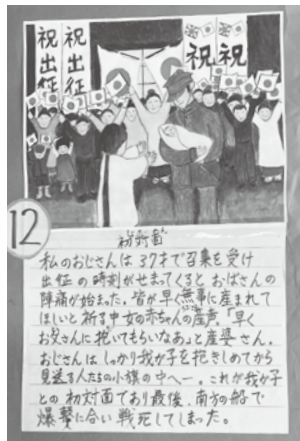 祝出征
祝出征
祝
祝
12
初対面
私のおじさんは37才で召集を受け
出征の時刻がせまってくるとおばさんの
陣痛が始まった。皆が早く無事に産まれて
ほしいと祈る中女の赤ちゃんの産声。「早く
お父さんに抱いてもらいなあ」と産婆さん。
おじさんはしっかり我が子を抱きしめてから
見送る人たちの小旗の中へー。これが我が子
との初対面であり最後、南方の船で
爆撃に合い戦死してしまった。